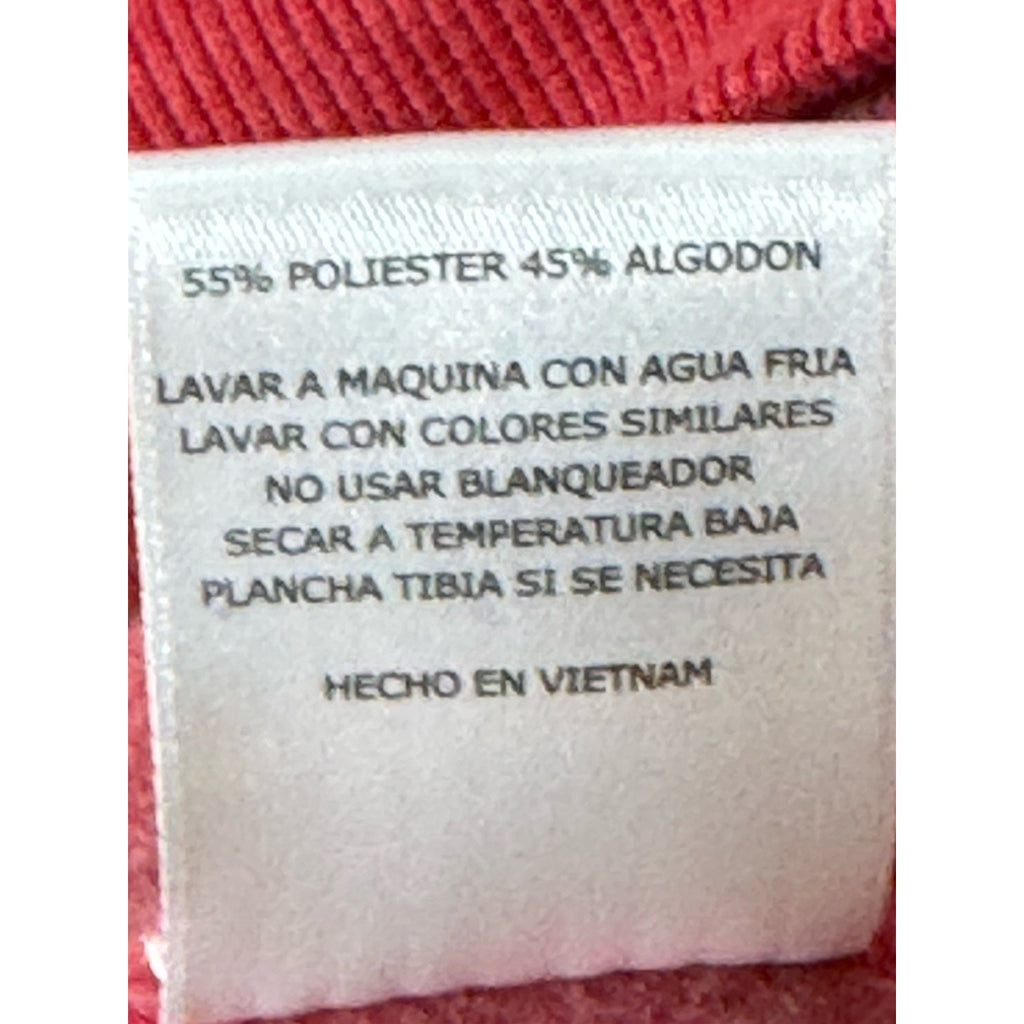 55% POLIESTER 45% ALGODON
LAVAR A MAQUINA CON AGUA FRIA
LAVAR CON COLORES SIMILARES
NO USAR BLANQUEADOR
SECAR A TEMPERATURA BAJA
PLANCHA TIBIA SI SE NECESITA
HECHO EN VIETNAM